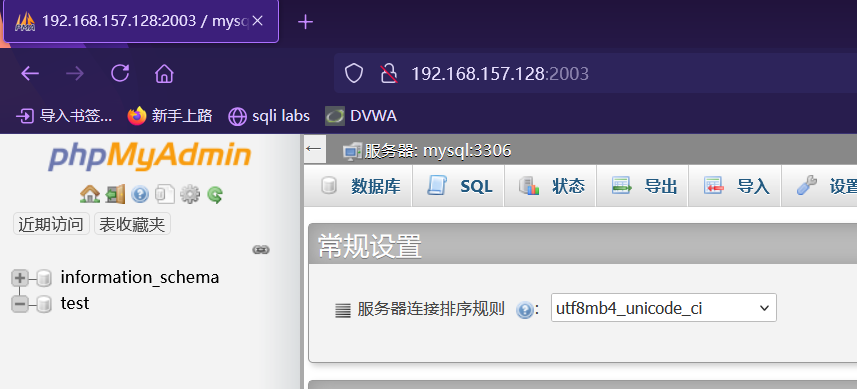 192.168.157.128:2003 / mysq
192.168.157.128:2003
导入书签... 新手上路 sqli labs DVWA
phpMyAdmin
近期访问 表收藏夹
information_schema
test
服务器: mysql:3306
数据库 SQL 状态 导出 导入 设置
常规设置
服务器连接排序规则 : utf8mb4_unicode_ci